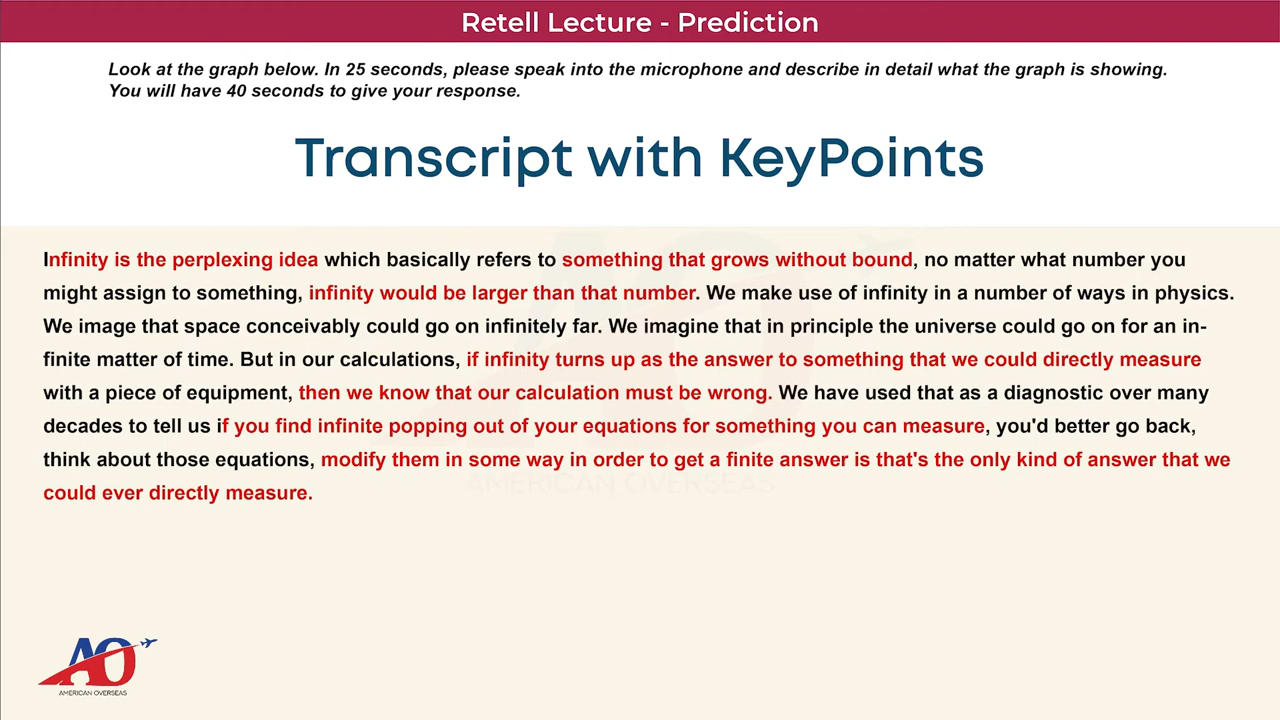 Retell Lecture - Prediction
Look at the graph below. In 25 seconds, please speak into the microphone and describe in detail what the graph is showing.
You will have 40 seconds to give your response.
Transcript with KeyPoints
Infinity is the perplexing idea which basically refers to something that grows without bound, no matter what number you
might assign to something, infinity would be larger than that number. We make use of infinity in a number of ways in physics.
We image that space conceivably could go on infinitely far. We imagine that in principle the universe could go on for an in-
finite matter of time. But in our calculations, if infinity turns up as the answer to something that we could directly measure
with a piece of equipment, then we know that our calculation must be wrong. We have used that as a diagnostic over many
decades to tell us if you find infinite popping out of your equations for something you can measure, you'd better go back,
think about those equations, modify them in some way in order to get a finite answer is that's the only kind of answer that we
could ever directly measure.
AO
AMERICAN OVERSEAS
AO
AMERICAN OVERSEAS